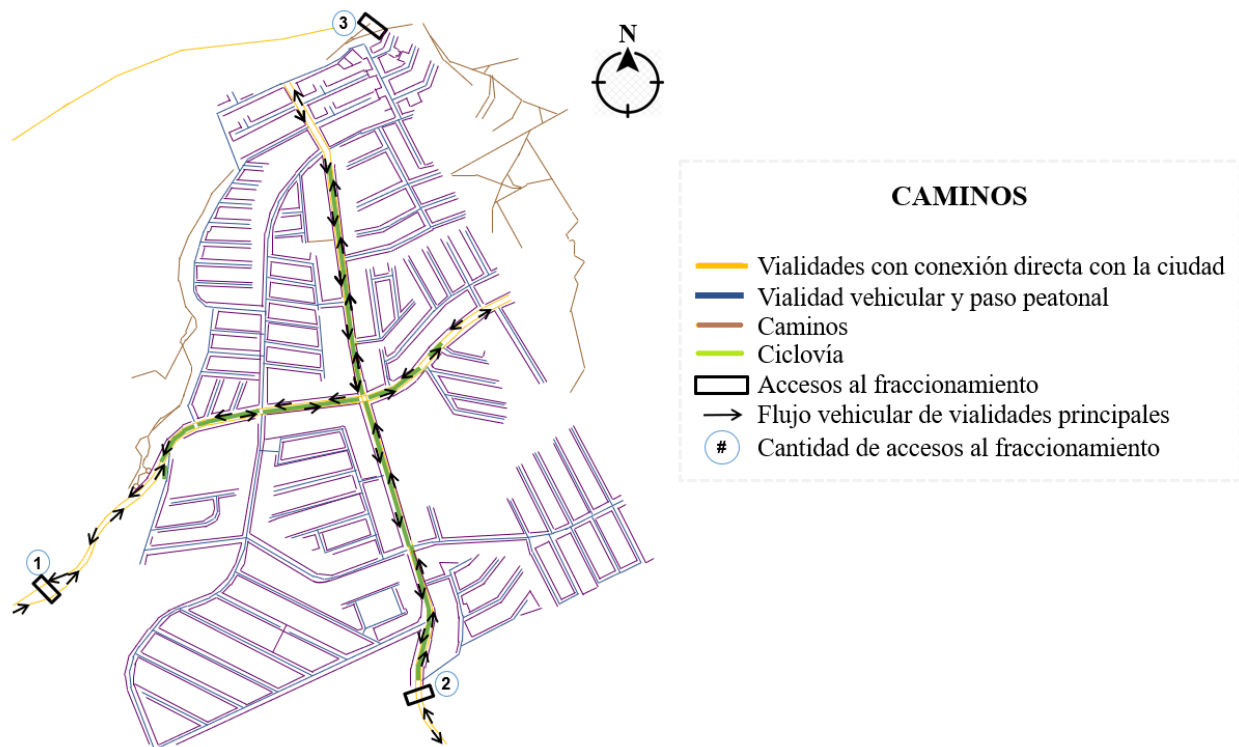 3
N
CAMINOS
Vialidades con conexión directa con la ciudad
Vialidad vehicular y paso peatonal
Caminos
Ciclovía
Accesos al fraccionamiento
Flujo vehicular de vialidades principales
# Cantidad de accesos al fraccionamiento
1
2